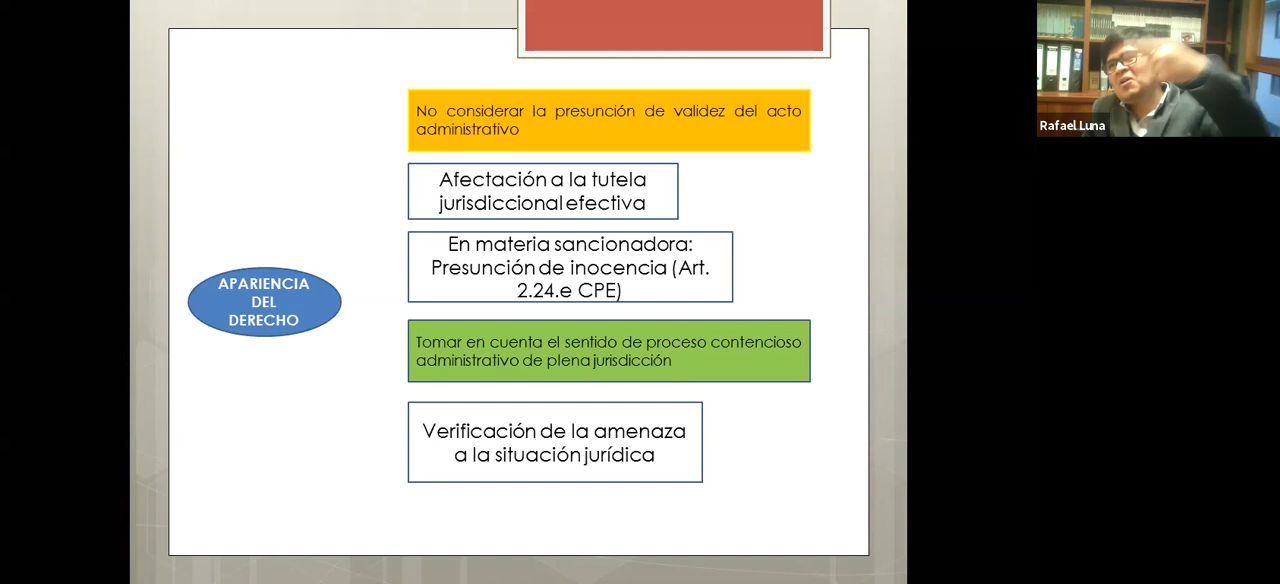 No considerar la presunción de validez del acto
administrativo
Afectación a la tutela
jurisdiccional efectiva
En materia sancionadora:
Presunción de inocencia (Art.
2.24.e CPE)
APARIENCIA
DEL
DERECHO
Tomar en cuenta el sentido de proceso contencioso
administrativo de plena jurisdicción
Verificación de la amenaza
a la situación jurídica
Rafael Luna